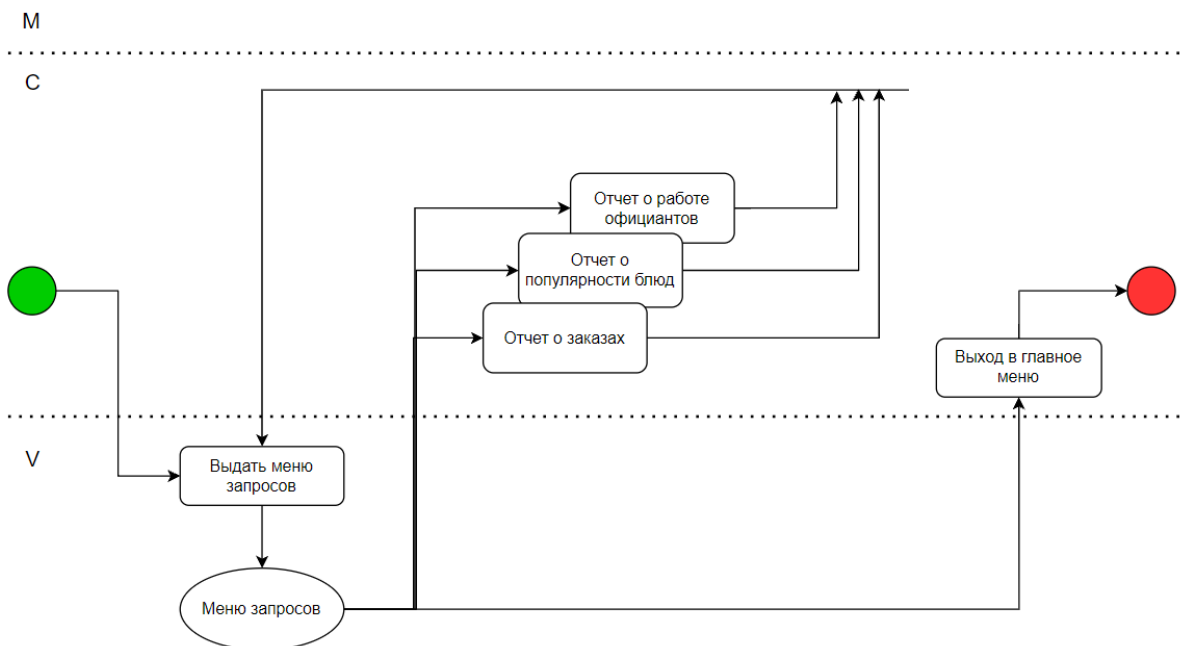 M
C
Отчет о работе
официантов
Отчет о
популярности блюд
Отчет о заказах
Выход в главное
меню
V
Выдать меню
запросов
Меню запросов